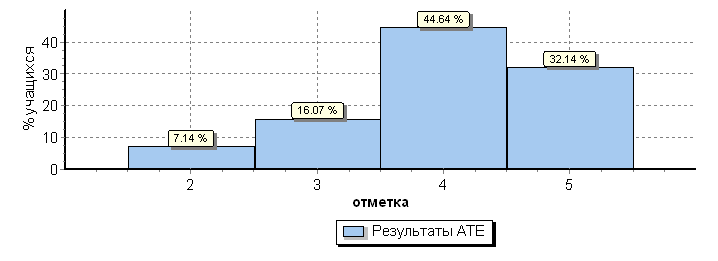 % учащихся
44.64 %
40
32.14 %
30
20
16.07 %
10
7.14 %
0
2 3 4 5
отметка
Результаты АТЕ